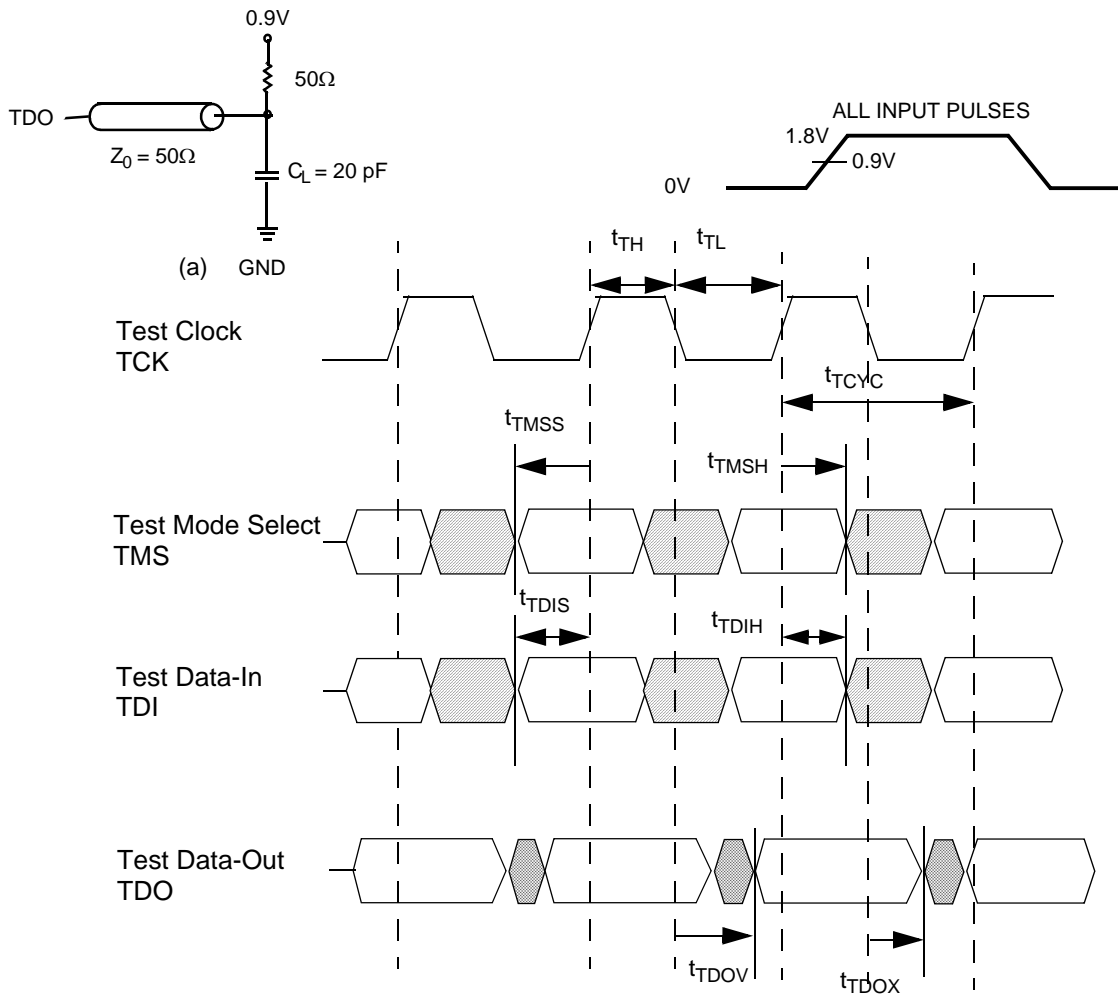 0.9V
50Ω
TDO
Z0 = 50Ω
CL = 20 pF
(a) GND
ALL INPUT PULSES
1.8V
0.9V
0V
tTH
tTL
Test Clock
TCK
tTCYC
tTMSS
tTMSH
Test Mode Select
TMS
tTDIS
tTDIH
Test Data-In
TDI
Test Data-Out
TDO
tTDOV
tTDOX